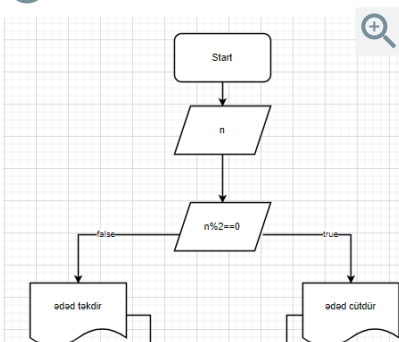 Start
n
n%2==0
false
true
ədəd təkdir
ədəd cütdür